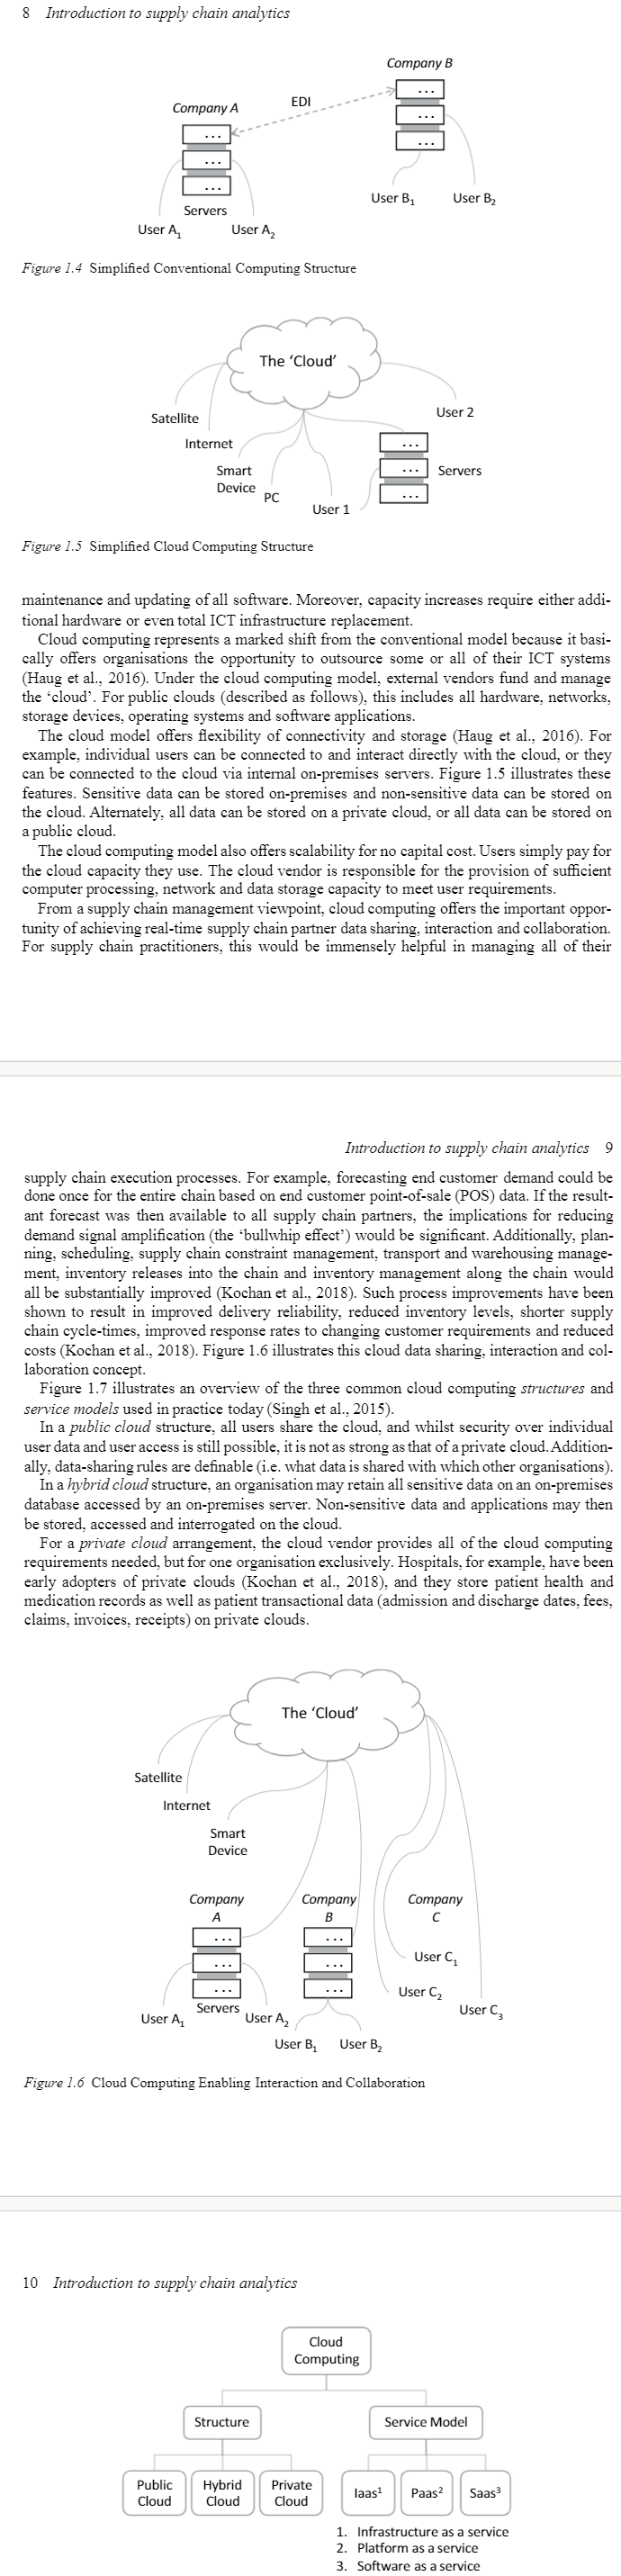 8 Introduction to supply chain analytics
Company B
EDI
Company A
...
...
...
...
...
...
User B1 User B2
Servers
User A1 User A2
Figure 1.4 Simplified Conventional Computing Structure
The ‘Cloud’
Satellite
User 2
Internet
...
Smart
Device
...
Servers
PC
...
User 1
Figure 1.5 Simplified Cloud Computing Structure
maintenance and updating of all software. Moreover, capacity increases require either addi-
tional hardware or even total ICT infrastructure replacement.
Cloud computing represents a marked shift from the conventional model because it basi-
cally offers organisations the opportunity to outsource some or all of their ICT systems
(Haug et al., 2016). Under the cloud computing model, external vendors fund and manage
the ‘cloud’. For public clouds (described as follows), this includes all hardware, networks,
storage devices, operating systems and software applications.
The cloud model offers flexibility of connectivity and storage (Haug et al., 2016). For
example, individual users can be connected to and interact directly with the cloud, or they
can be connected to the cloud via internal on-premises servers. Figure 1.5 illustrates these
features. Sensitive data can be stored on-premises and non-sensitive data can be stored on
the cloud. Alternately, all data can be stored on a private cloud, or all data can be stored on
a public cloud.
The cloud computing model also offers scalability for no capital cost. Users simply pay for
the cloud capacity they use. The cloud vendor is responsible for the provision of sufficient
computer processing, network and data storage capacity to meet user requirements.
From a supply chain management viewpoint, cloud computing offers the important oppor-
tunity of achieving real-time supply chain partner data sharing, interaction and collaboration.
For supply chain practitioners, this would be immensely helpful in managing all of their
Introduction to supply chain analytics 9
supply chain execution processes. For example, forecasting end customer demand could be
done once for the entire chain based on end customer point-of-sale (POS) data. If the result-
ant forecast was then available to all supply chain partners, the implications for reducing
demand signal amplification (the ‘bullwhip effect’) would be significant. Additionally, plan-
ning, scheduling, supply chain constraint management, transport and warehousing manage-
ment, inventory releases into the chain and inventory management along the chain would
all be substantially improved (Kochan et al., 2018). Such process improvements have been
shown to result in improved delivery reliability, reduced inventory levels, shorter supply
chain cycle-times, improved response rates to changing customer requirements and reduced
costs (Kochan et al., 2018). Figure 1.6 illustrates this cloud data sharing, interaction and col-
laboration concept.
Figure 1.7 illustrates an overview of the three common cloud computing structures and
service models used in practice today (Singh et al., 2015).
In a public cloud structure, all users share the cloud, and whilst security over individual
user data and user access is still possible, it is not as strong as that of a private cloud. Addition-
ally, data-sharing rules are definable (i.e. what data is shared with which other organisations).
In a hybrid cloud structure, an organisation may retain all sensitive data on an on-premises
database accessed by an on-premises server. Non-sensitive data and applications may then
be stored, accessed and interrogated on the cloud.
For a private cloud arrangement, the cloud vendor provides all of the cloud computing
requirements needed, but for one organisation exclusively. Hospitals, for example, have been
early adopters of private clouds (Kochan et al., 2018), and they store patient health and
medication records as well as patient transactional data (admission and discharge dates, fees,
claims, invoices, receipts) on private clouds.
The ‘Cloud’
Satellite
Internet
Smart
Device
Company
A
Company
B
Company
C
...
...
...
...
...
...
User C1
User C2
Servers
User A1
User A2
User C3
User B1 User B2
Figure 1.6 Cloud Computing Enabling Interaction and Collaboration
10 Introduction to supply chain analytics
Cloud
Computing
Structure
Service Model
Public
Cloud
Hybrid
Cloud
Private
Cloud
Iaas1
Paas2
Saas3
1. Infrastructure as a service
2. Platform as a service
3. Software as a service